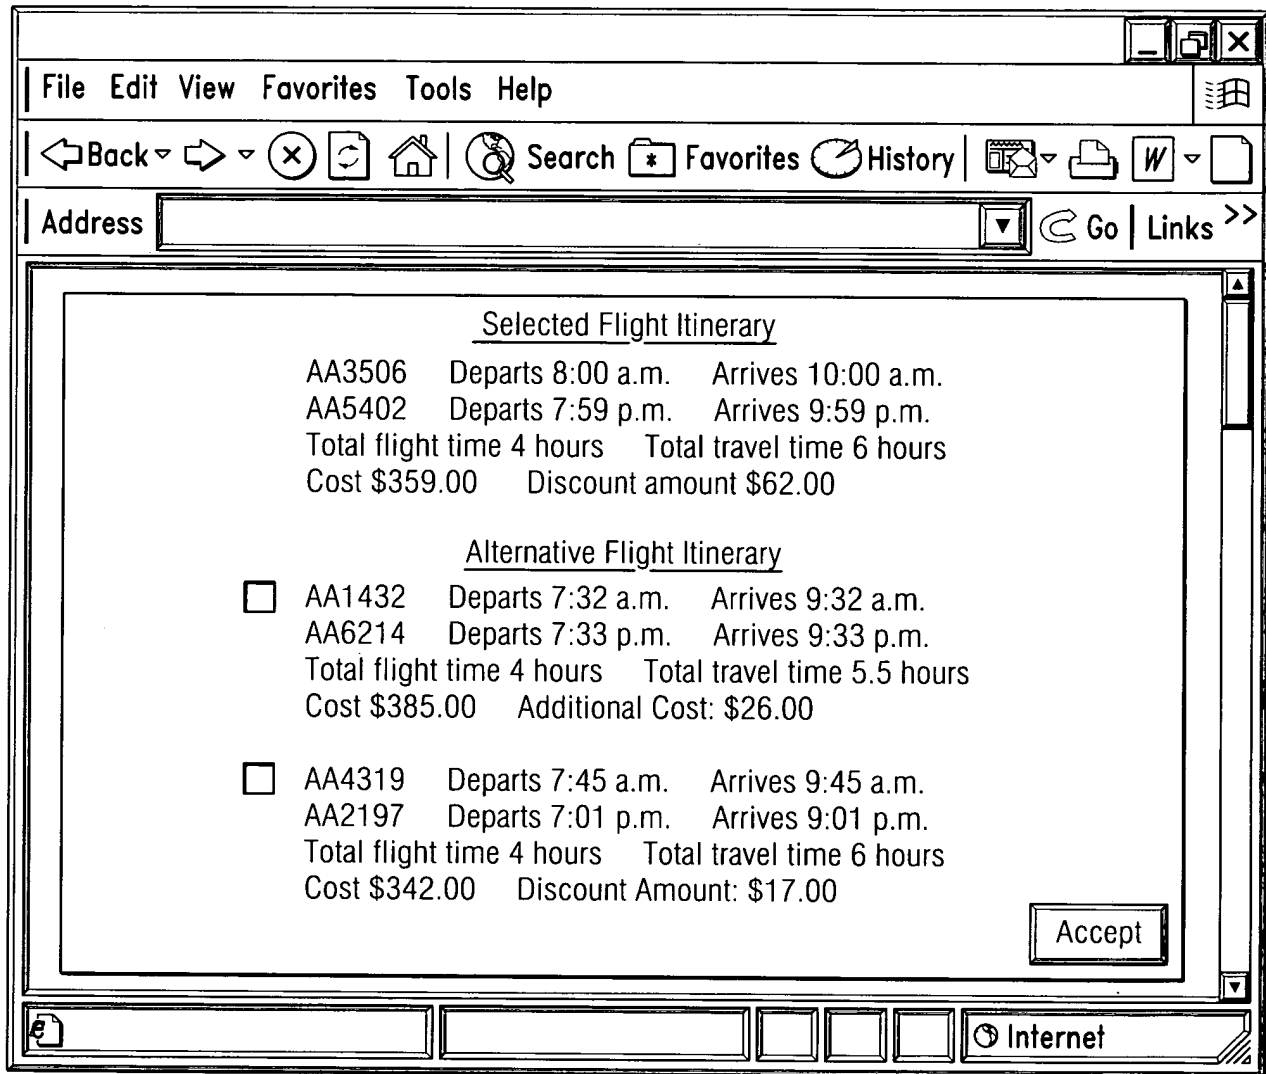 File Edit View Favorites Tools Help
Back Search Favorites History W
Address Go Links >>
Selected Flight Itinerary
AA3506 Departs 8:00 a.m. Arrives 10:00 a.m.
AA5402 Departs 7:59 p.m. Arrives 9:59 p.m.
Total flight time 4 hours Total travel time 6 hours
Cost $359.00 Discount amount $62.00
Alternative Flight Itinerary
AA1432 Departs 7:32 a.m. Arrives 9:32 a.m.
AA6214 Departs 7:33 p.m. Arrives 9:33 p.m.
Total flight time 4 hours Total travel time 5.5 hours
Cost $385.00 Additional Cost: $26.00
AA4319 Departs 7:45 a.m. Arrives 9:45 a.m.
AA2197 Departs 7:01 p.m. Arrives 9:01 p.m.
Total flight time 4 hours Total travel time 6 hours
Cost $342.00 Discount Amount: $17.00
Accept
e Internet